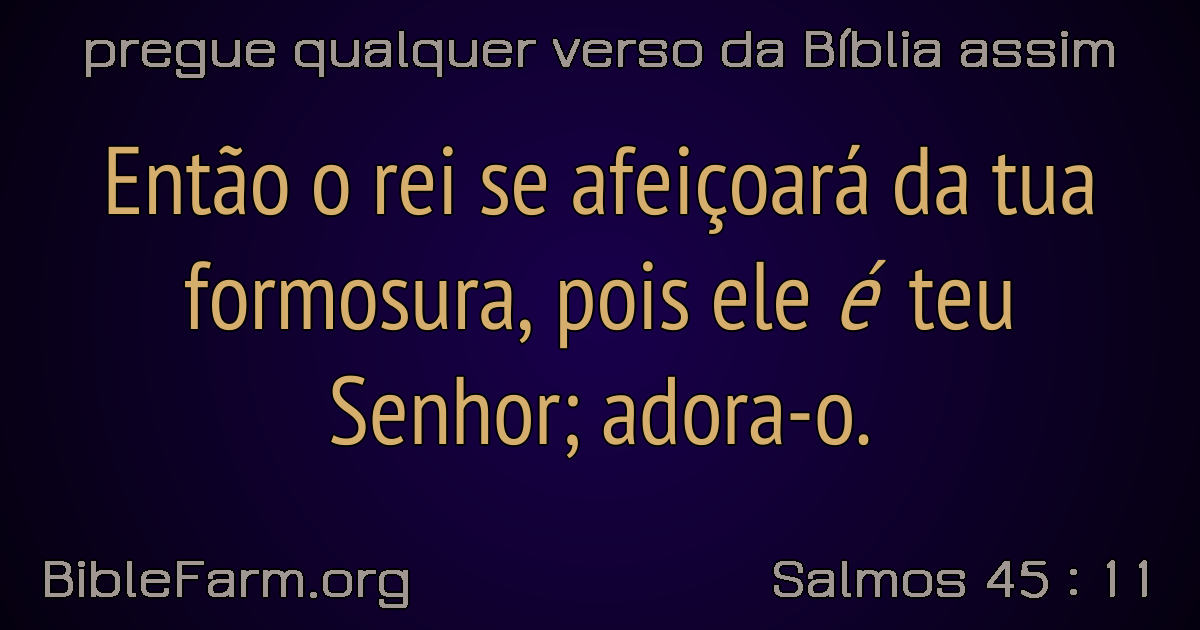 pregue qualquer verso da Bíblia assim
Então o rei se afeiçoará da tua
formosura, pois ele é teu
Senhor; adora-o.
BibleFarm.org
Salmos 45 : 11